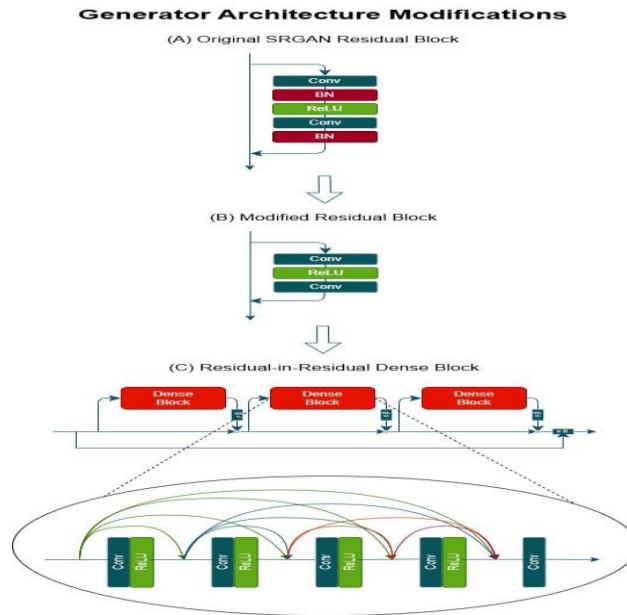 Generator Architecture Modifications
(A) Original SRGAN Residual Block
Conv
BN
ReLU
Conv
BN
(B) Modified Residual Block
Conv
ReLU
Conv
(C) Residual-in-Residual Dense Block
Dense Block
Dense Block
Dense Block
Conv
ReLU
Conv
ReLU
Conv
ReLU
Conv
ReLU
Conv